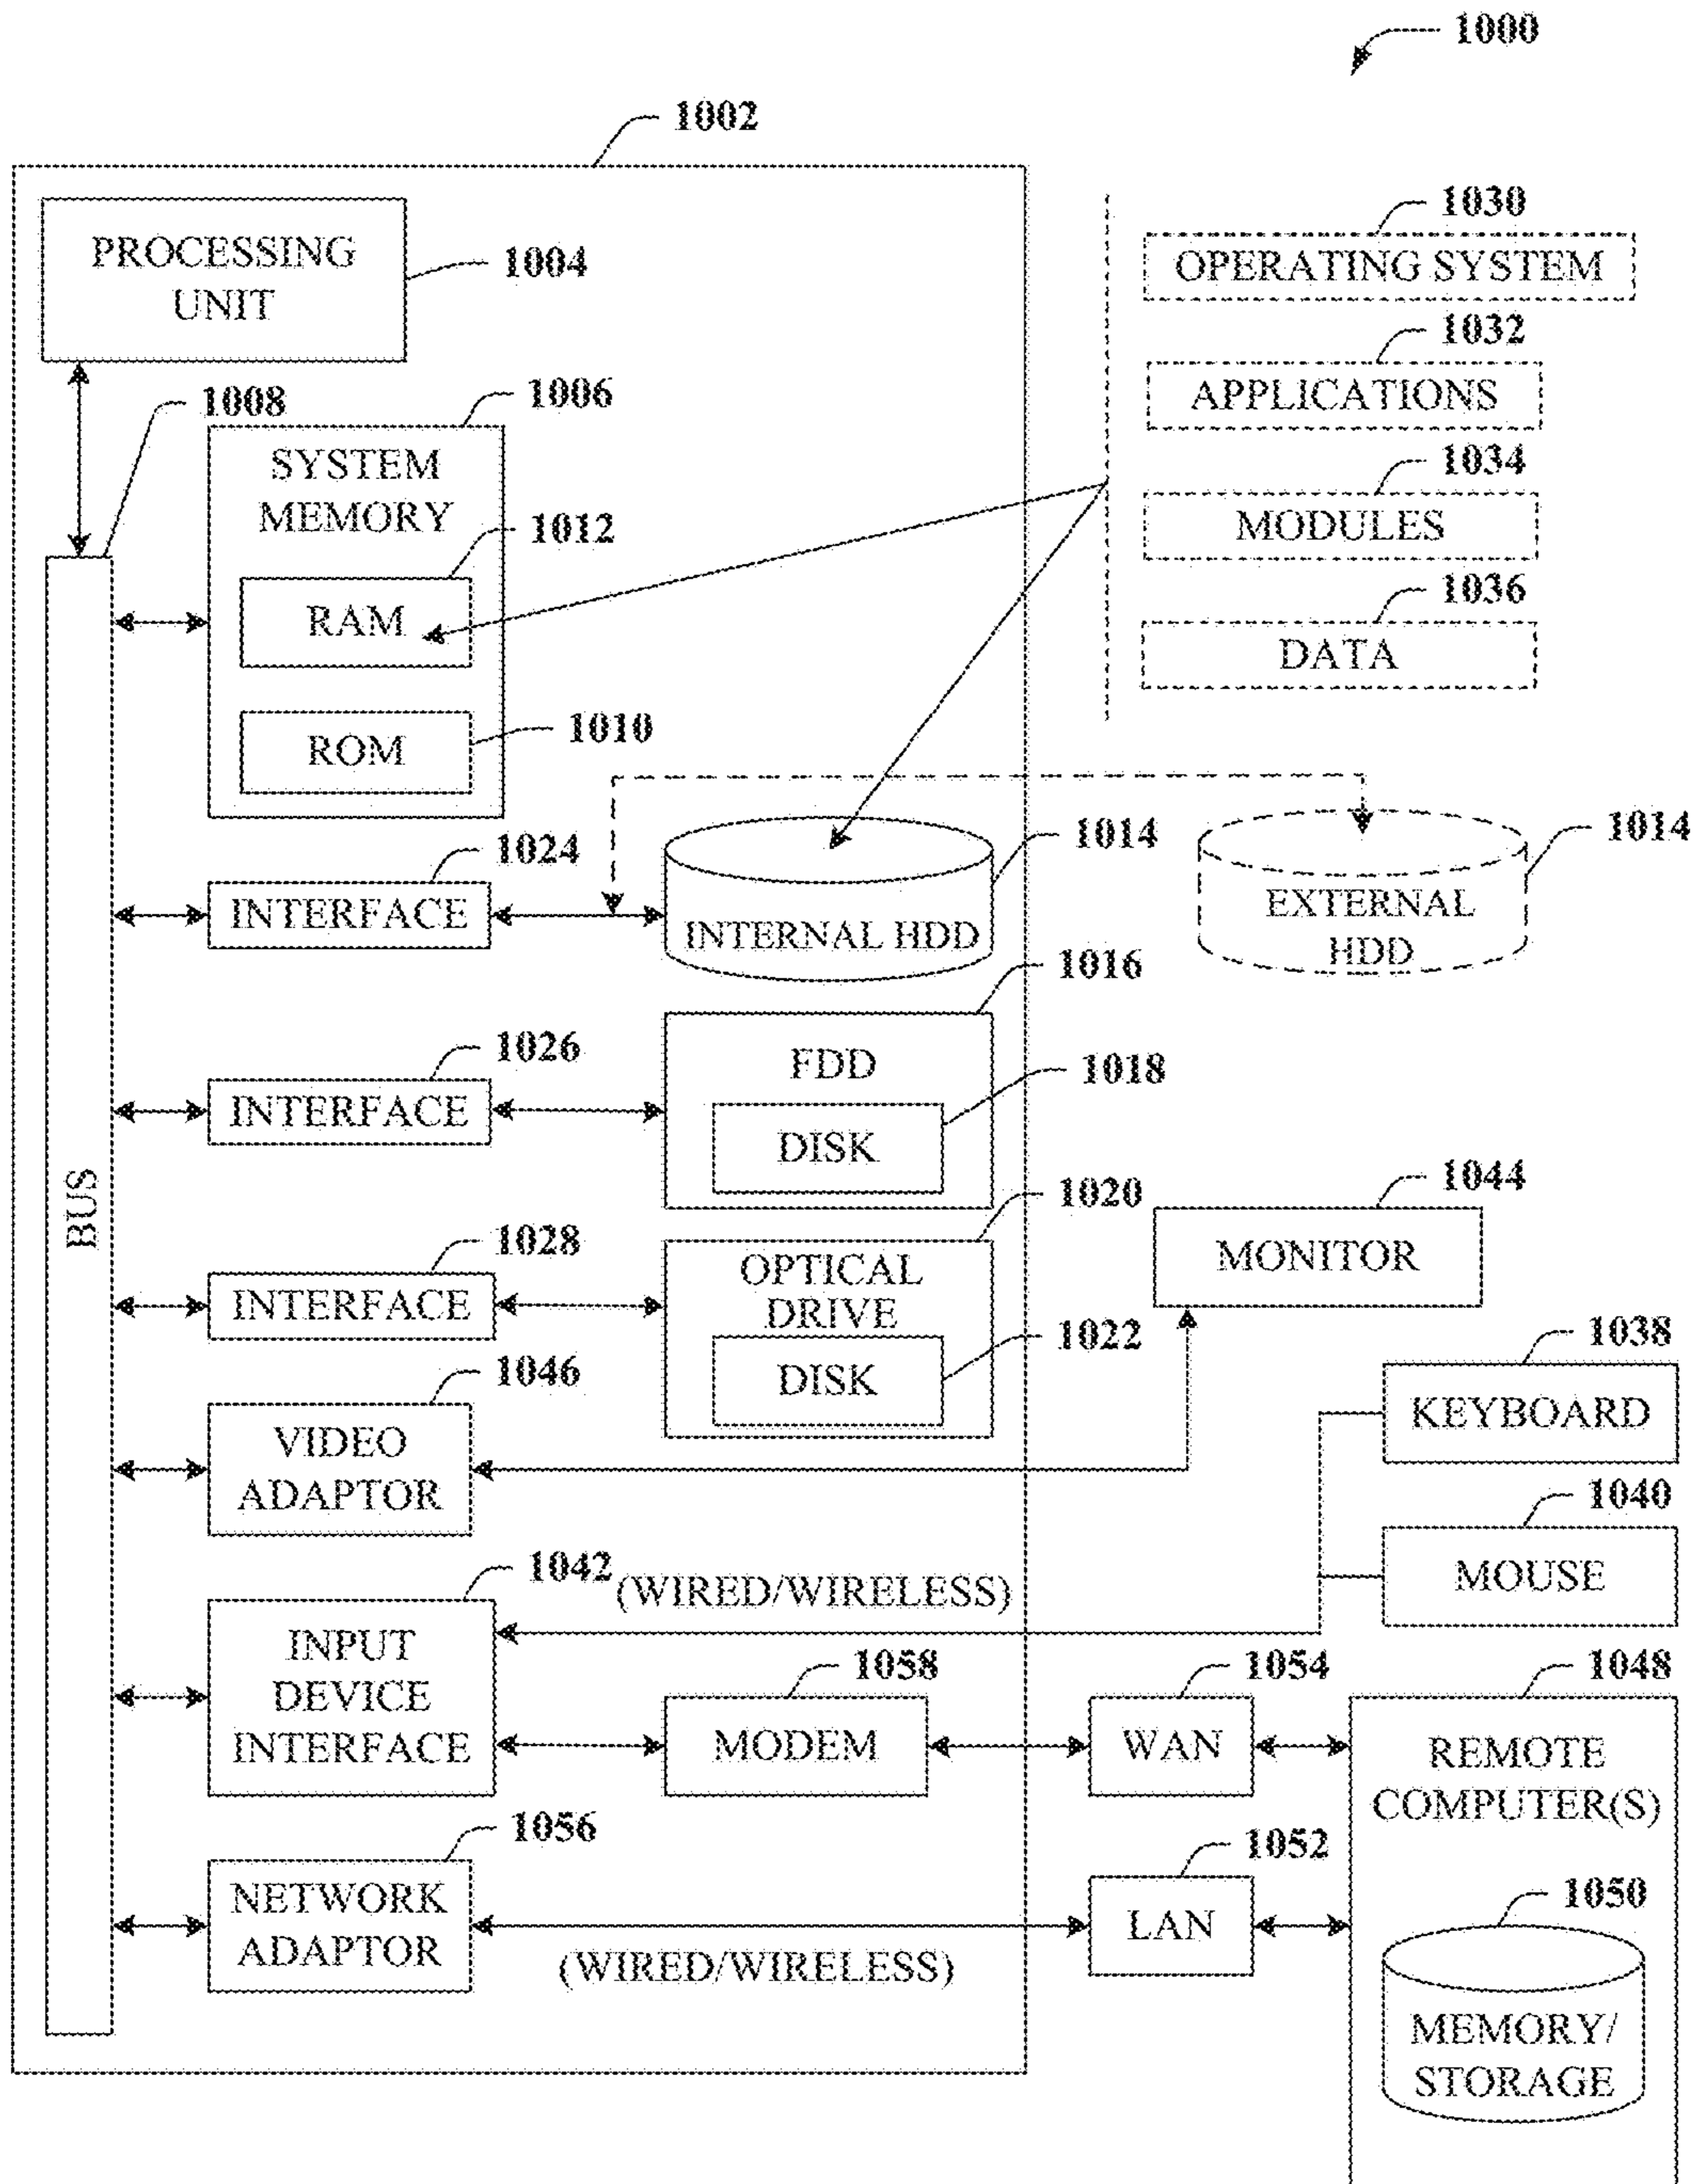 1000
1002
PROCESSING
UNIT
1004
1030
OPERATING SYSTEM
1032
APPLICATIONS
1034
MODULES
1036
DATA
1008
1006
SYSTEM
MEMORY
1012
RAM
1010
ROM
BUS
1024
INTERFACE
1014
INTERNAL HDD
1014
EXTERNAL
HDD
1026
INTERFACE
1016
FDD
1018
DISK
1028
INTERFACE
1020
OPTICAL
DRIVE
1022
DISK
1044
MONITOR
1046
VIDEO
ADAPTOR
1038
KEYBOARD
1040
MOUSE
1042
(WIRED/WIRELESS)
INPUT
DEVICE
INTERFACE
1058
MODEM
1054
WAN
1048
REMOTE
COMPUTER(S)
1056
NETWORK
ADAPTOR
(WIRED/WIRELESS)
1052
LAN
1050
MEMORY/
STORAGE